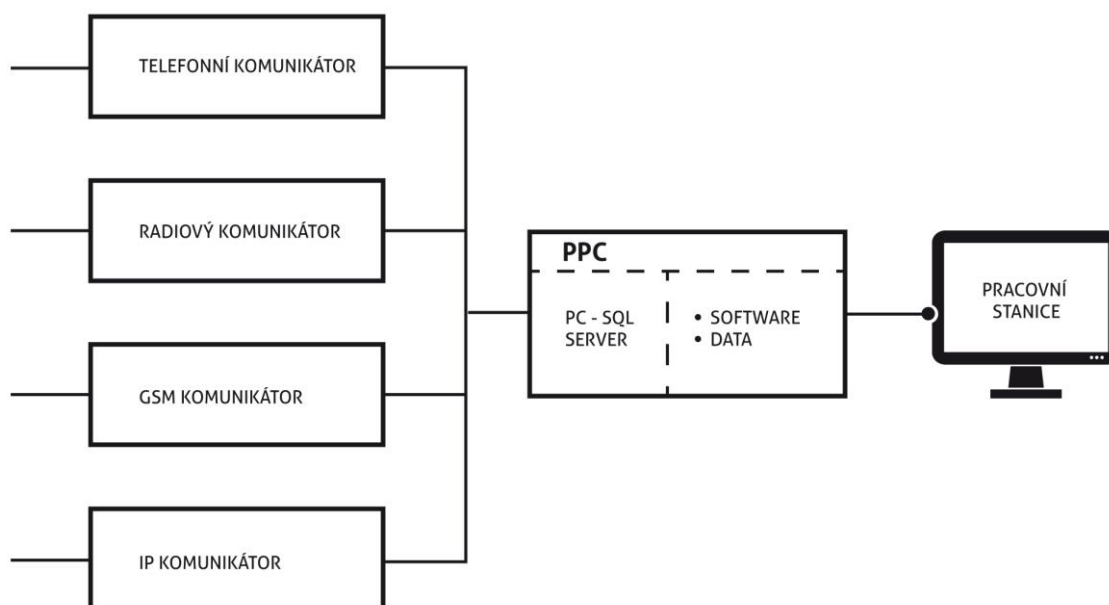 TELEFONNÍ KOMUNIKÁTOR
RADIOVÝ KOMUNIKÁTOR
GSM KOMUNIKÁTOR
IP KOMUNIKÁTOR
PPC
PC - SQL
SERVER
• SOFTWARE
• DATA
PRACOVNÍ
STANICE